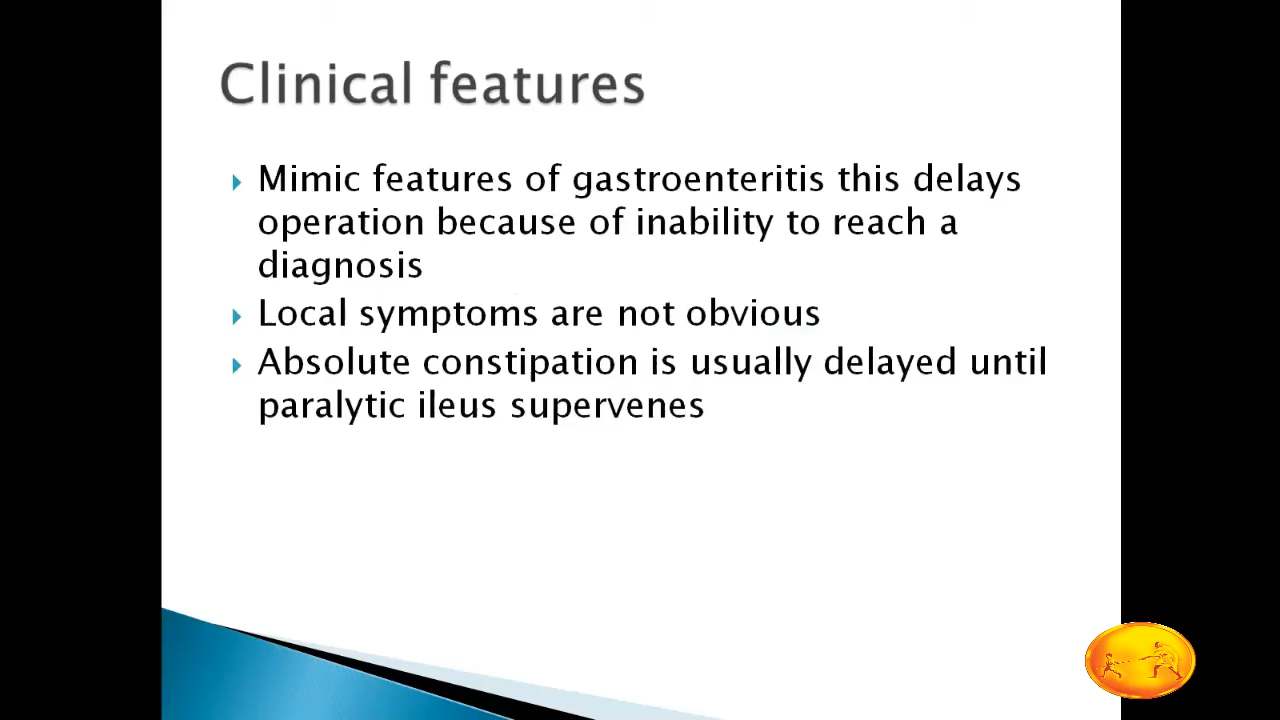 Clinical features
Mimic features of gastroenteritis this delays
operation because of inability to reach a
diagnosis
Local symptoms are not obvious
Absolute constipation is usually delayed until
paralytic ileus supervenes